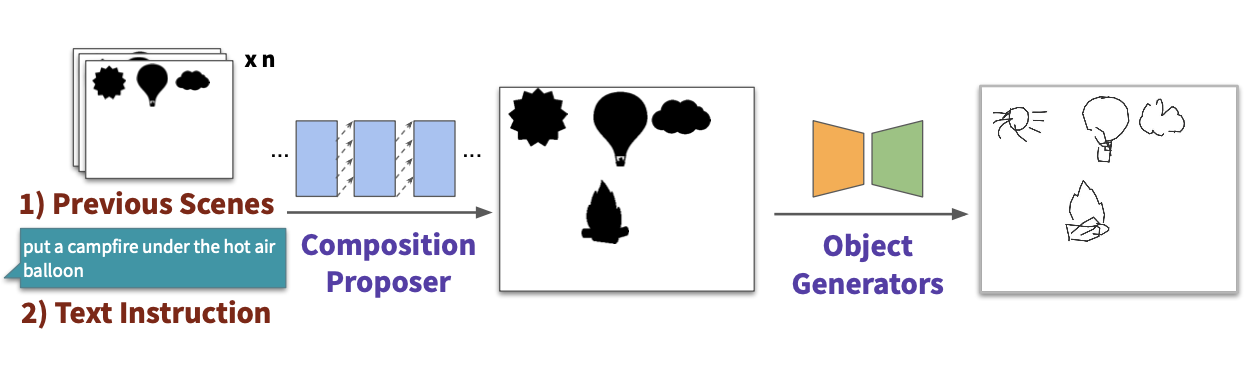 x n
1) Previous Scenes
put a campfire under the hot air
balloon
2) Text Instruction
...
...
Composition
Proposer
Object
Generators